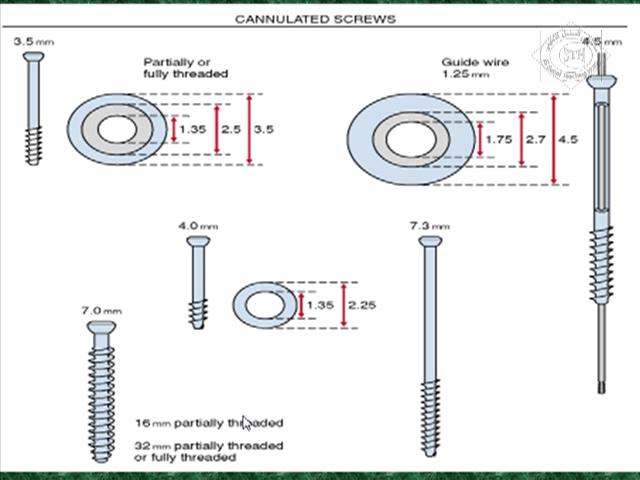 CANNULATED SCREWS
3.5 mm
Partially or
fully threaded
1.35
2.5
3.5
Guide wire
1.25 mm
1.75
2.7
4.5
4.5 mm
4.0 mm
1.35
2.25
7.3 mm
7.0 mm
16 mm partially threaded
32 mm partially threaded
or fully threaded